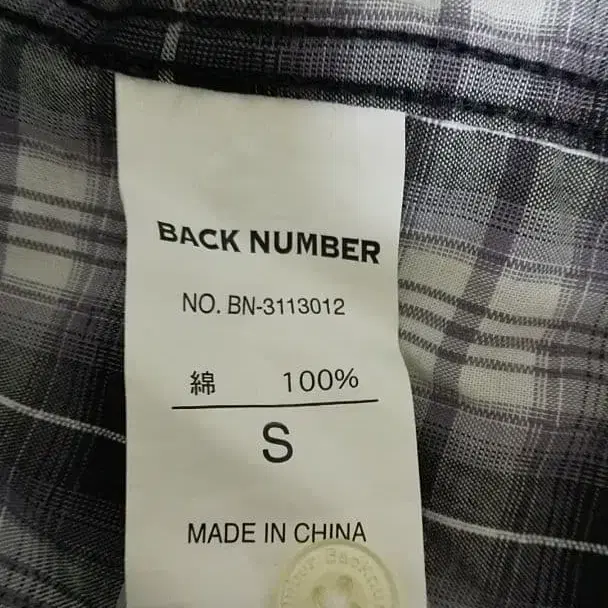 BACK NUMBER
NO. BN-3113012
綿 100%
S
MADE IN CHINA